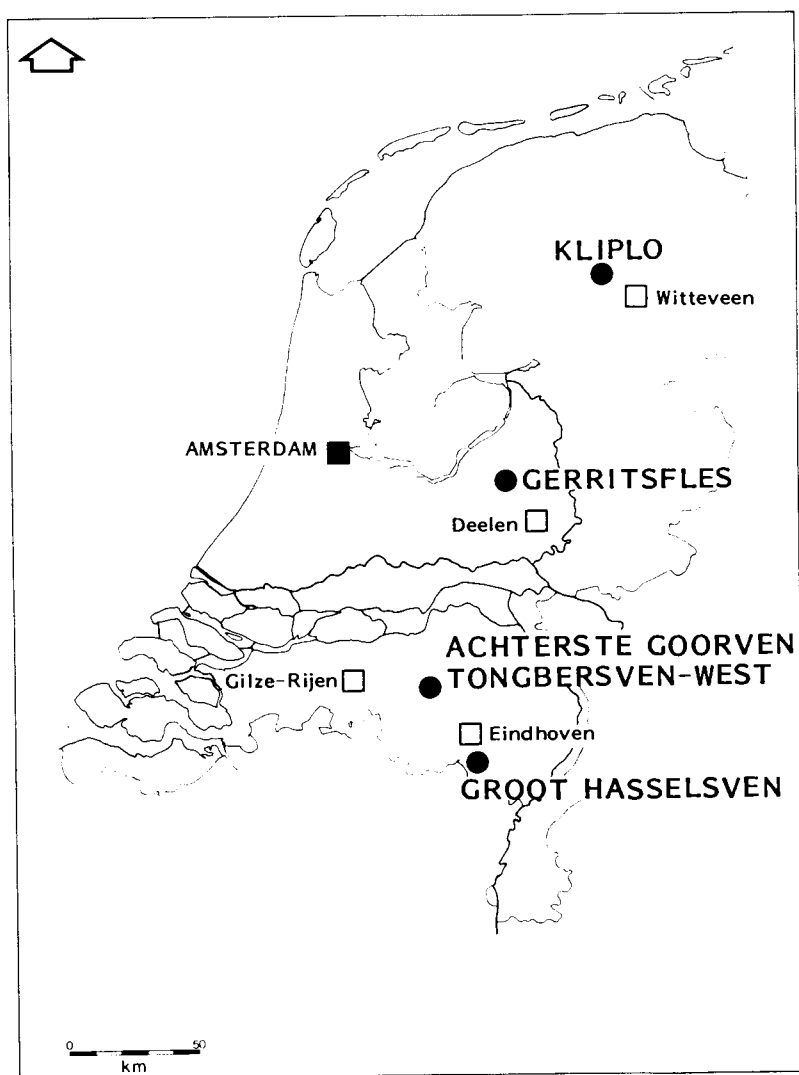 KLIPLO
Witteveen
AMSTERDAM
GERRITSFLES
Deelen
ACHTERSTE GOORVEN
TONGBERSVEN-WEST
Gilze-Rijen
Eindhoven
GROOT HASSELSVEN
0 50
km